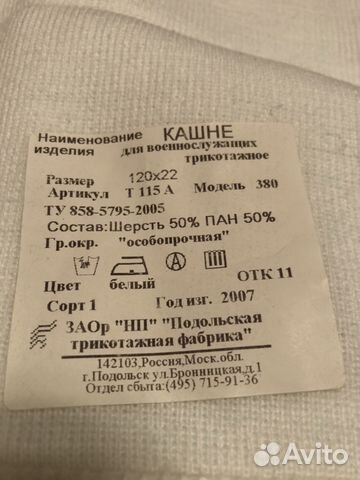 Наименование КАШНЕ
изделия для военнослужащих
трикотажное
Размер 120х22
Артикул Т 115 А Модель 380
ТУ 858-5795-2005
Состав:Шерсть 50% ПАН 50%
Гр.окр. "особопрочная"
А
ОТК 11
Цвет белый
Сорт 1 Год изг. 2007
ЗАОр "НП" "Подольская
трикотажная фабрика"
142103,Россия,Моск.обл.
г.Подольск ул.Бронницкая,д.1
Отдел сбыта:(495) 715-91-36
Avito